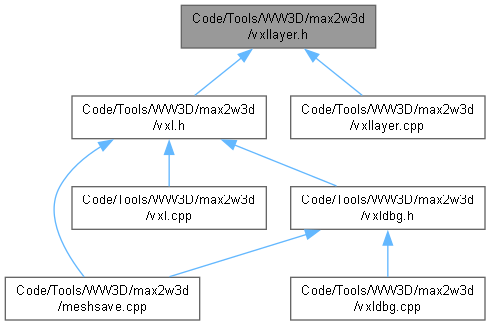 Code/Tools/WW3D/max2w3d
/vxllayer.h
Code/Tools/WW3D/max2w3d
/vxl.h
Code/Tools/WW3D/max2w3d
/vxllayer.cpp
Code/Tools/WW3D/max2w3d
/vxl.cpp
Code/Tools/WW3D/max2w3d
/vxldbg.h
Code/Tools/WW3D/max2w3d
/meshsave.cpp
Code/Tools/WW3D/max2w3d
/vxldbg.cpp